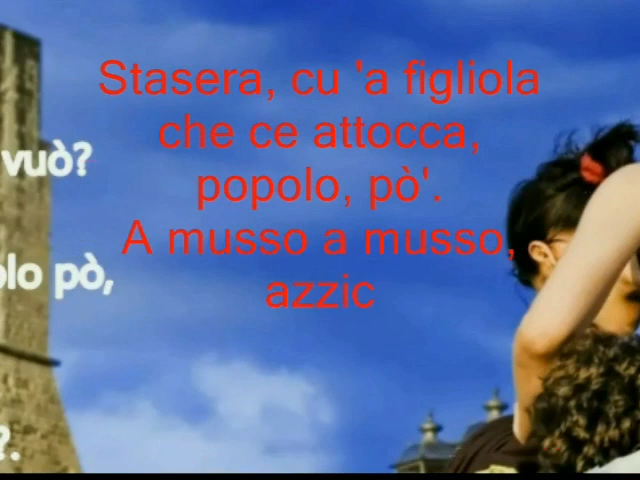 Stasera, cu 'a figliola
che ce attocca,
vuò?
popolo, pò'.
A musso a musso,
olo pò,
azzic
?.